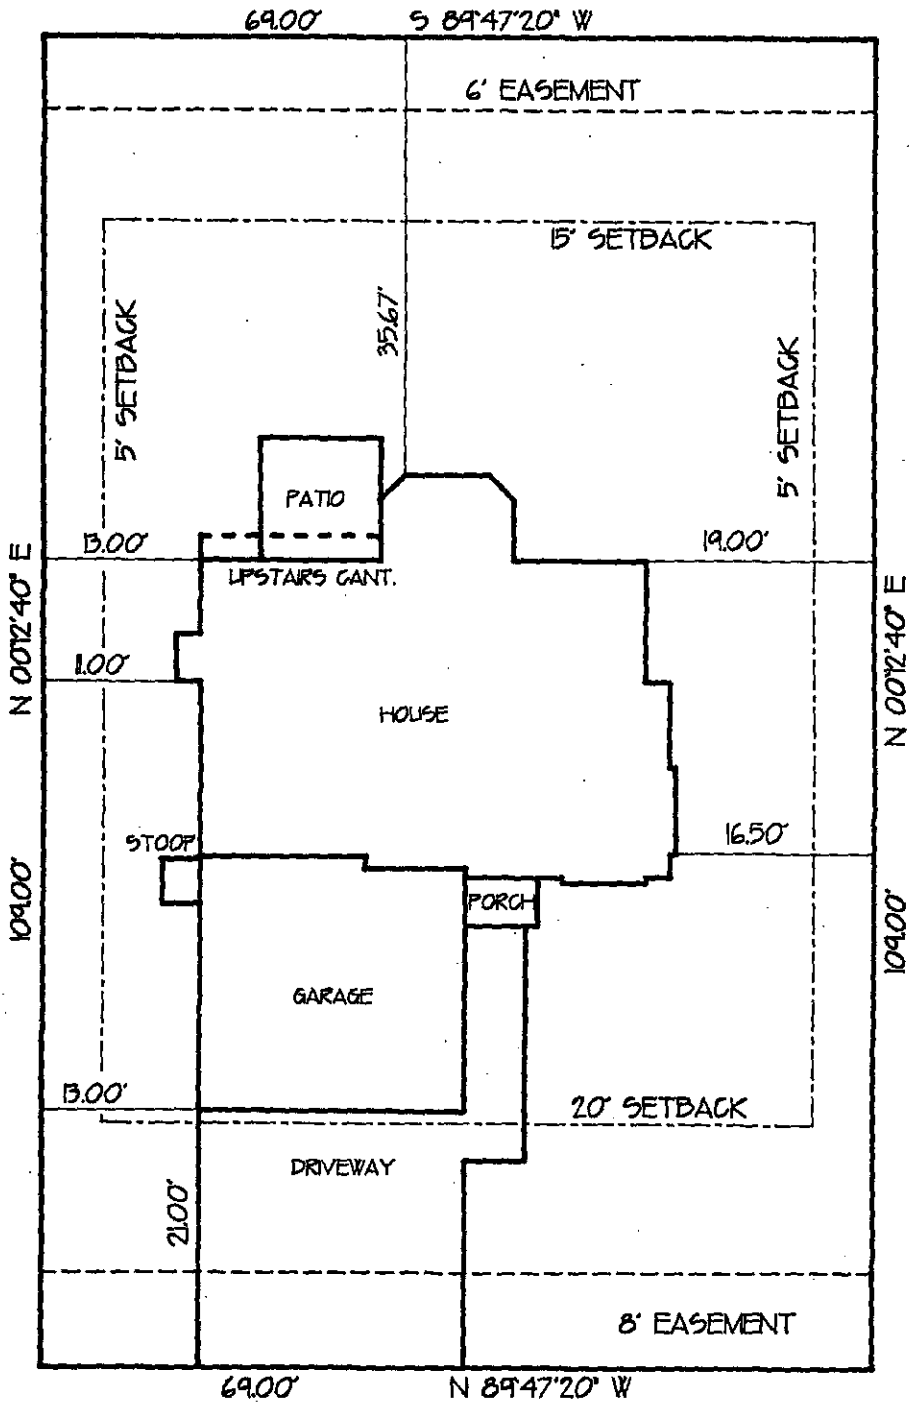 69.00' S 89°47'20" W
6' EASEMENT
15' SETBACK
35.67'
5' SETBACK
5' SETBACK
PATIO
13.00'
19.00'
UPSTAIRS CANT.
N 00°12'40" E
N 00°12'40" E
11.00'
HOUSE
16.50'
STOOP
109.00'
109.00'
PORCH
GARAGE
13.00'
20' SETBACK
DRIVEWAY
21.00'
8' EASEMENT
69.00' N 89°47'20" W